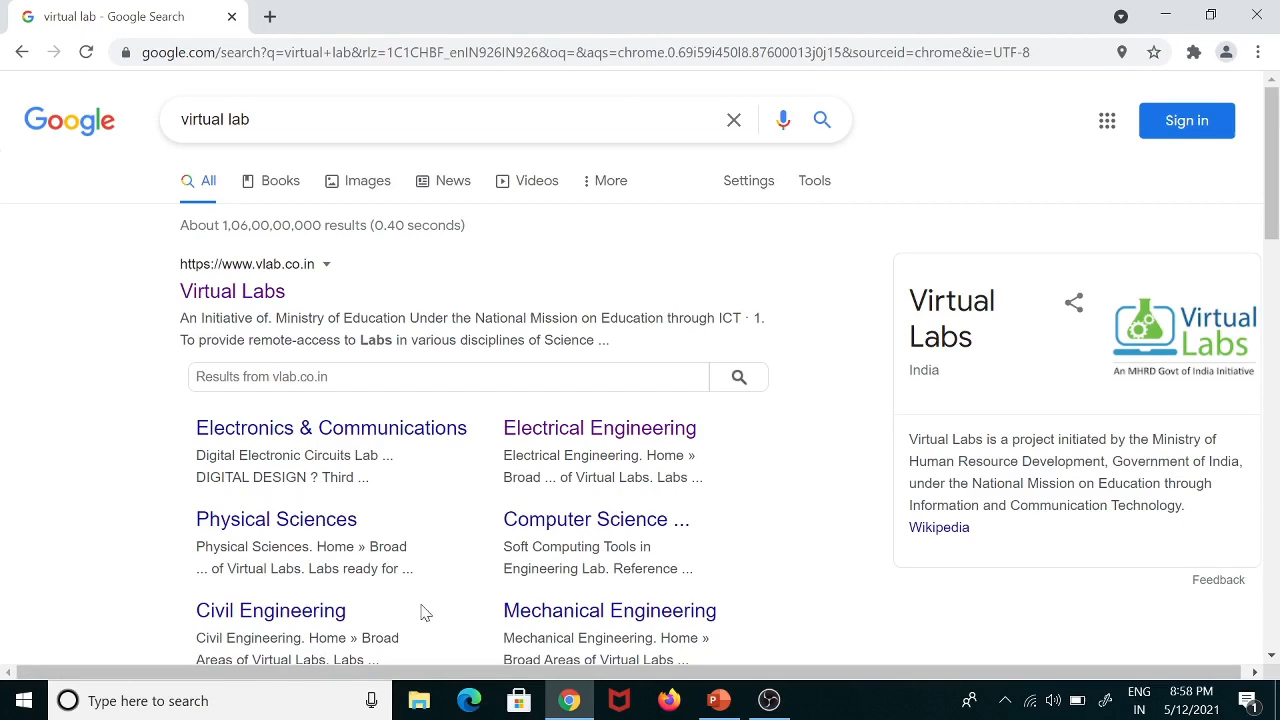 virtual lab - Google Search
google.com/search?q=virtual+lab&rlz=1C1CHBF_enIN926IN926&oq=&aqs=chrome.0.69i59i450l8.87600013j0j15&sourceid=chrome&ie=UTF-8
Google
virtual lab
Sign in
All
Books
Images
News
Videos
More
Settings
Tools
About 1,06,00,00,000 results (0.40 seconds)
https://www.vlab.co.in
Virtual Labs
An Initiative of. Ministry of Education Under the National Mission on Education through ICT · 1.
To provide remote-access to Labs in various disciplines of Science ...
Results from vlab.co.in
Electronics & Communications
Digital Electronic Circuits Lab ...
DIGITAL DESIGN ? Third ...
Electrical Engineering
Electrical Engineering. Home »
Broad ... of Virtual Labs. Labs ...
Physical Sciences
Physical Sciences. Home » Broad
... of Virtual Labs. Labs ready for ...
Computer Science ...
Soft Computing Tools in
Engineering Lab. Reference ...
Civil Engineering
Civil Engineering. Home » Broad
Areas of Virtual Labs. Labs ...
Mechanical Engineering
Mechanical Engineering. Home »
Broad Areas of Virtual Labs ...
Virtual
Labs
India
Virtual
Labs
An MHRD Govt of India Initiative
Virtual Labs is a project initiated by the Ministry of
Human Resource Development, Government of India,
under the National Mission on Education through
Information and Communication Technology.
Wikipedia
Feedback
Type here to search
ENG
IN
8:58 PM
5/12/2021
1